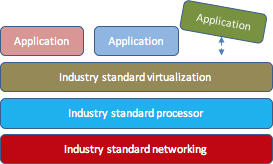 Application
Application
Application
Industry standard virtualization
Industry standard processor
Industry standard networking